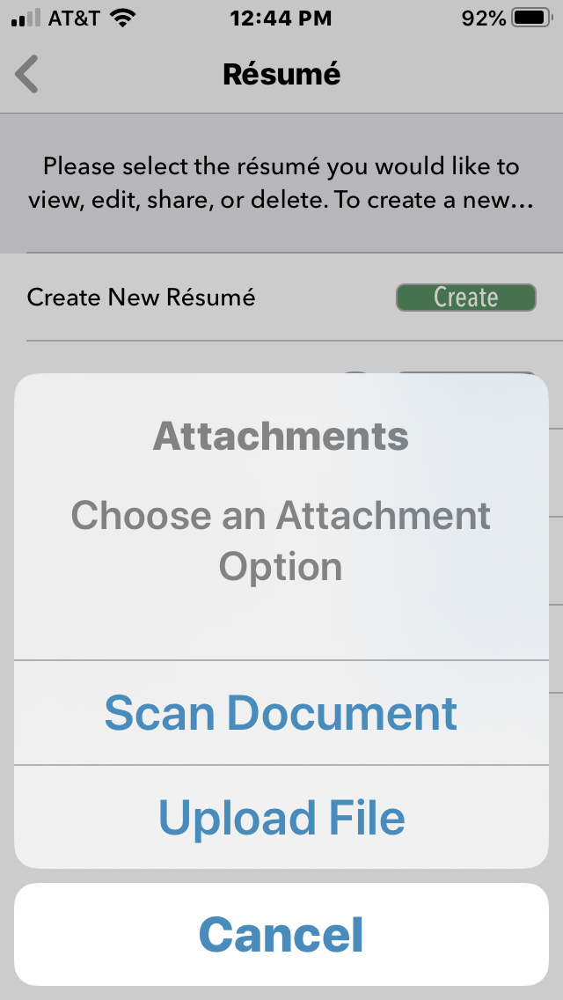 AT&T 12:44 PM 92%
Résumé
Please select the résumé you would like to
view, edit, share, or delete. To create a new...
Create New Résumé Create
Attachments
Choose an Attachment
Option
Scan Document
Upload File
Cancel